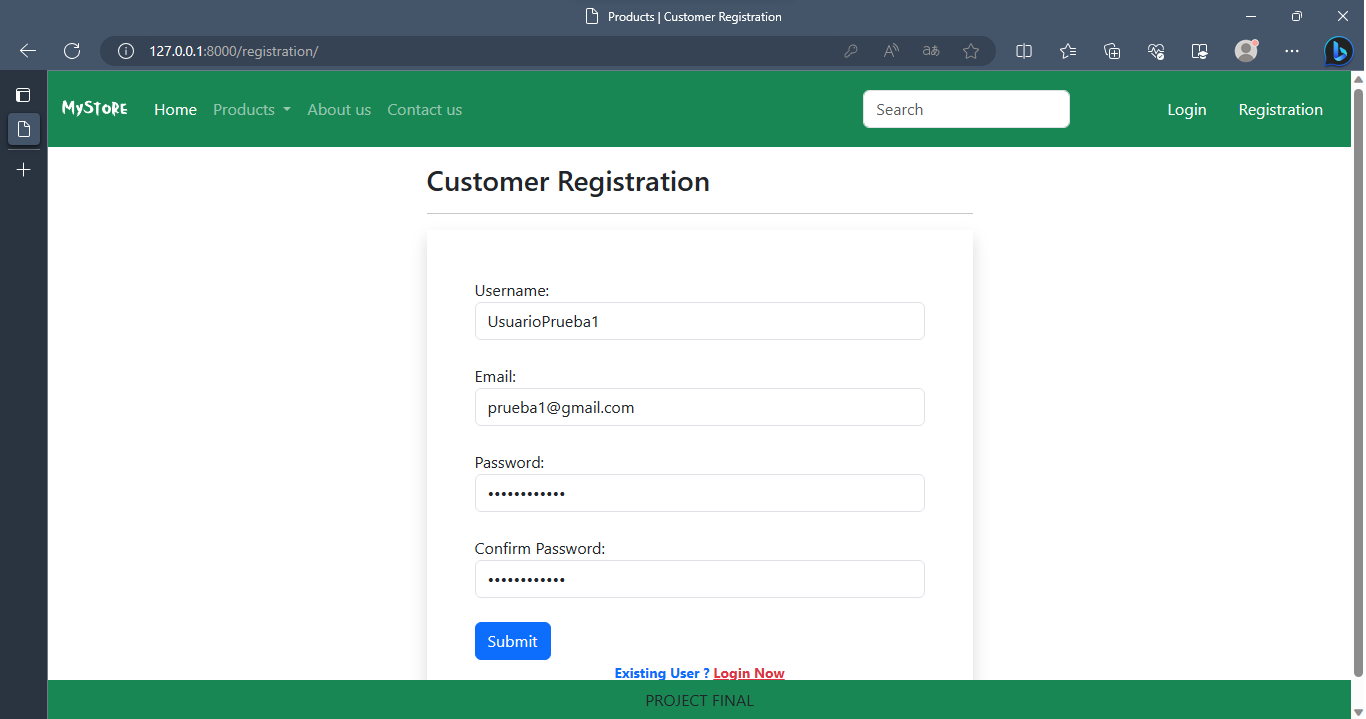 Products | Customer Registration
127.0.0.1:8000/registration/
MyStoRe Home Products About us Contact us Search Login Registration
Customer Registration
Username:
UsuarioPrueba1
Email:
prueba1@gmail.com
Password:
••••••••••••
Confirm Password:
••••••••••••
Submit
Existing User ? Login Now
PROJECT FINAL